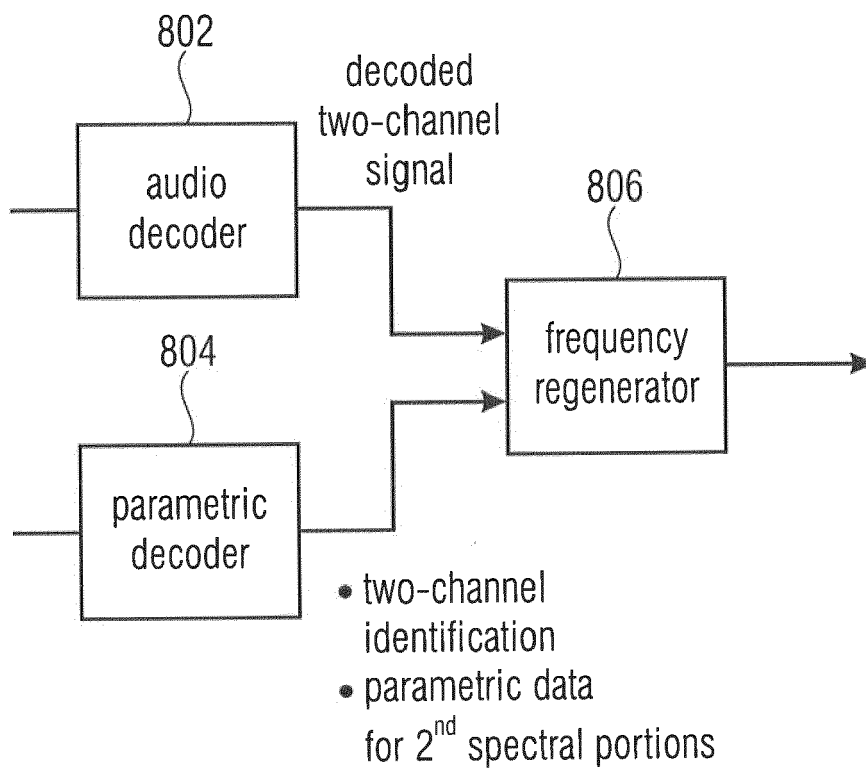 802
decoded
two-channel
signal
audio
decoder
806
frequency
regenerator
804
parametric
decoder
• two-channel
identification
• parametric data
for 2nd spectral portions